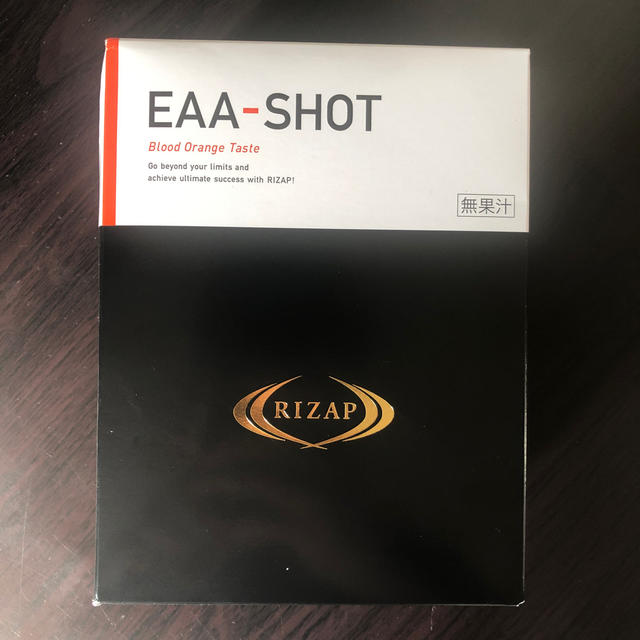 EAA-SHOT
Blood Orange Taste
Go beyond your limits and
achieve ultimate success with RIZAP!
無果汁
RIZAP